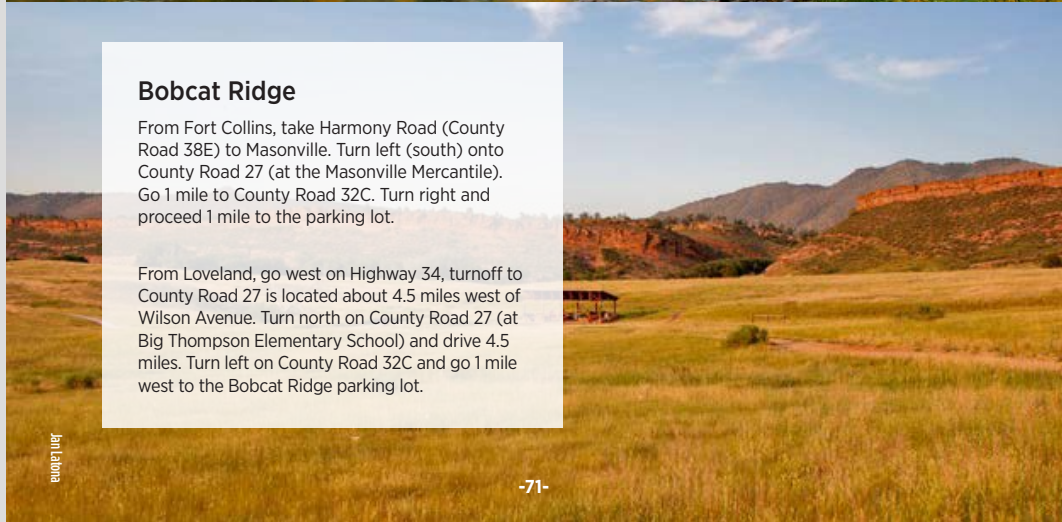 Bobcat Ridge
From Fort Collins, take Harmony Road (County
Road 38E) to Masonville. Turn left (south) onto
County Road 27 (at the Masonville Mercantile).
Go 1 mile to County Road 32C. Turn right and
proceed 1 mile to the parking lot.
From Loveland, go west on Highway 34, turnoff to
County Road 27 is located about 4.5 miles west of
Wilson Avenue. Turn north on County Road 27 (at
Big Thompson Elementary School) and drive 4.5
miles. Turn left on County Road 32C and go 1 mile
west to the Bobcat Ridge parking lot.
Jan Latona
-71-